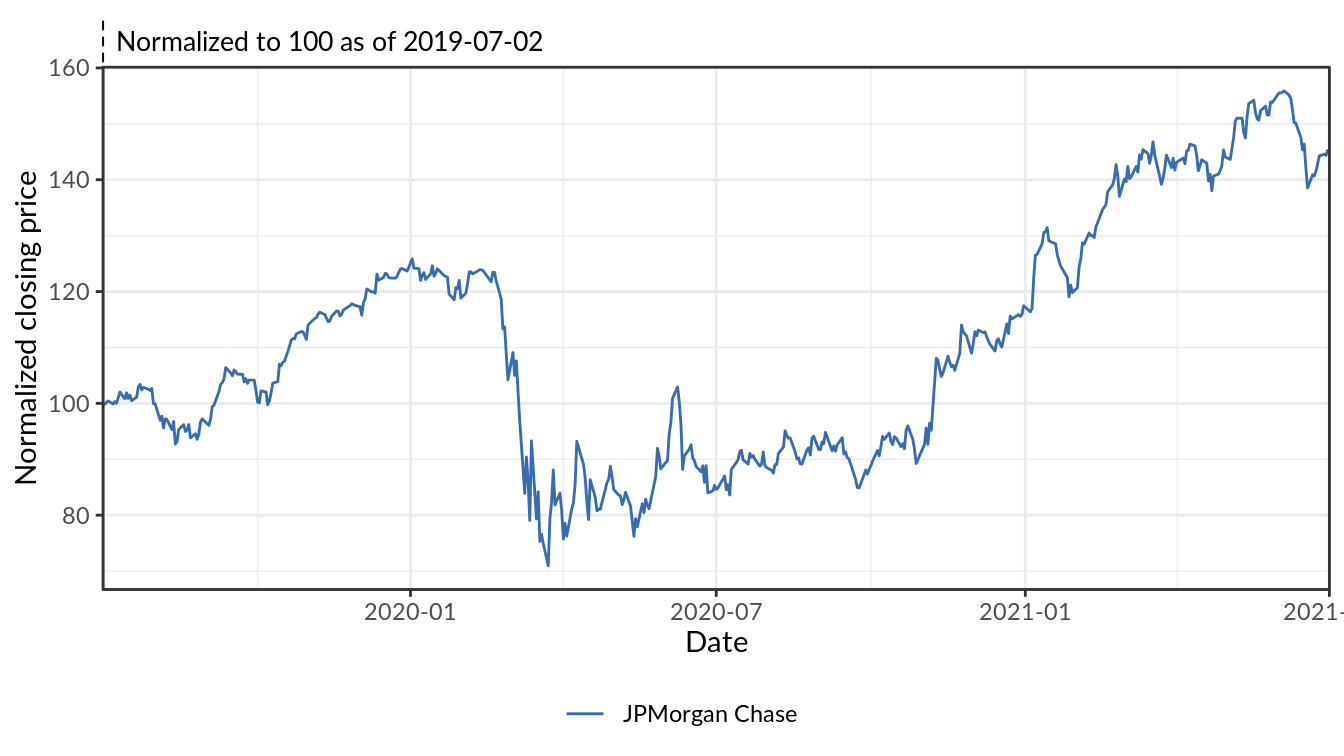 Normalized to 100 as of 2019-07-02
160
140
120
100
80
Normalized closing price
2020-01
2020-07
2021-01
2021-
Date
JPMorgan Chase